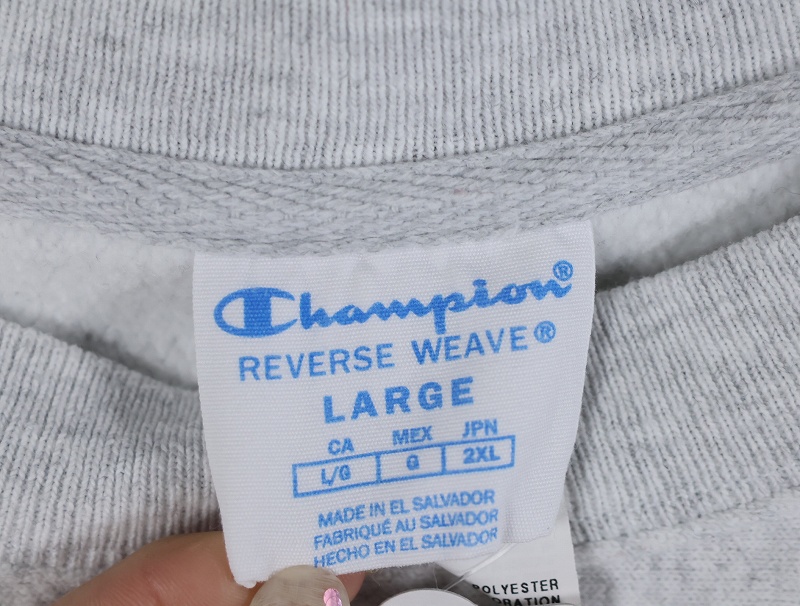 Champion®
REVERSE WEAVE®
LARGE
CA MEX JPN
L/G G 2XL
MADE IN EL SALVADOR
FABRIQUÉ AU SALVADOR
HECHO EN EL SALVADOR
POLYESTER